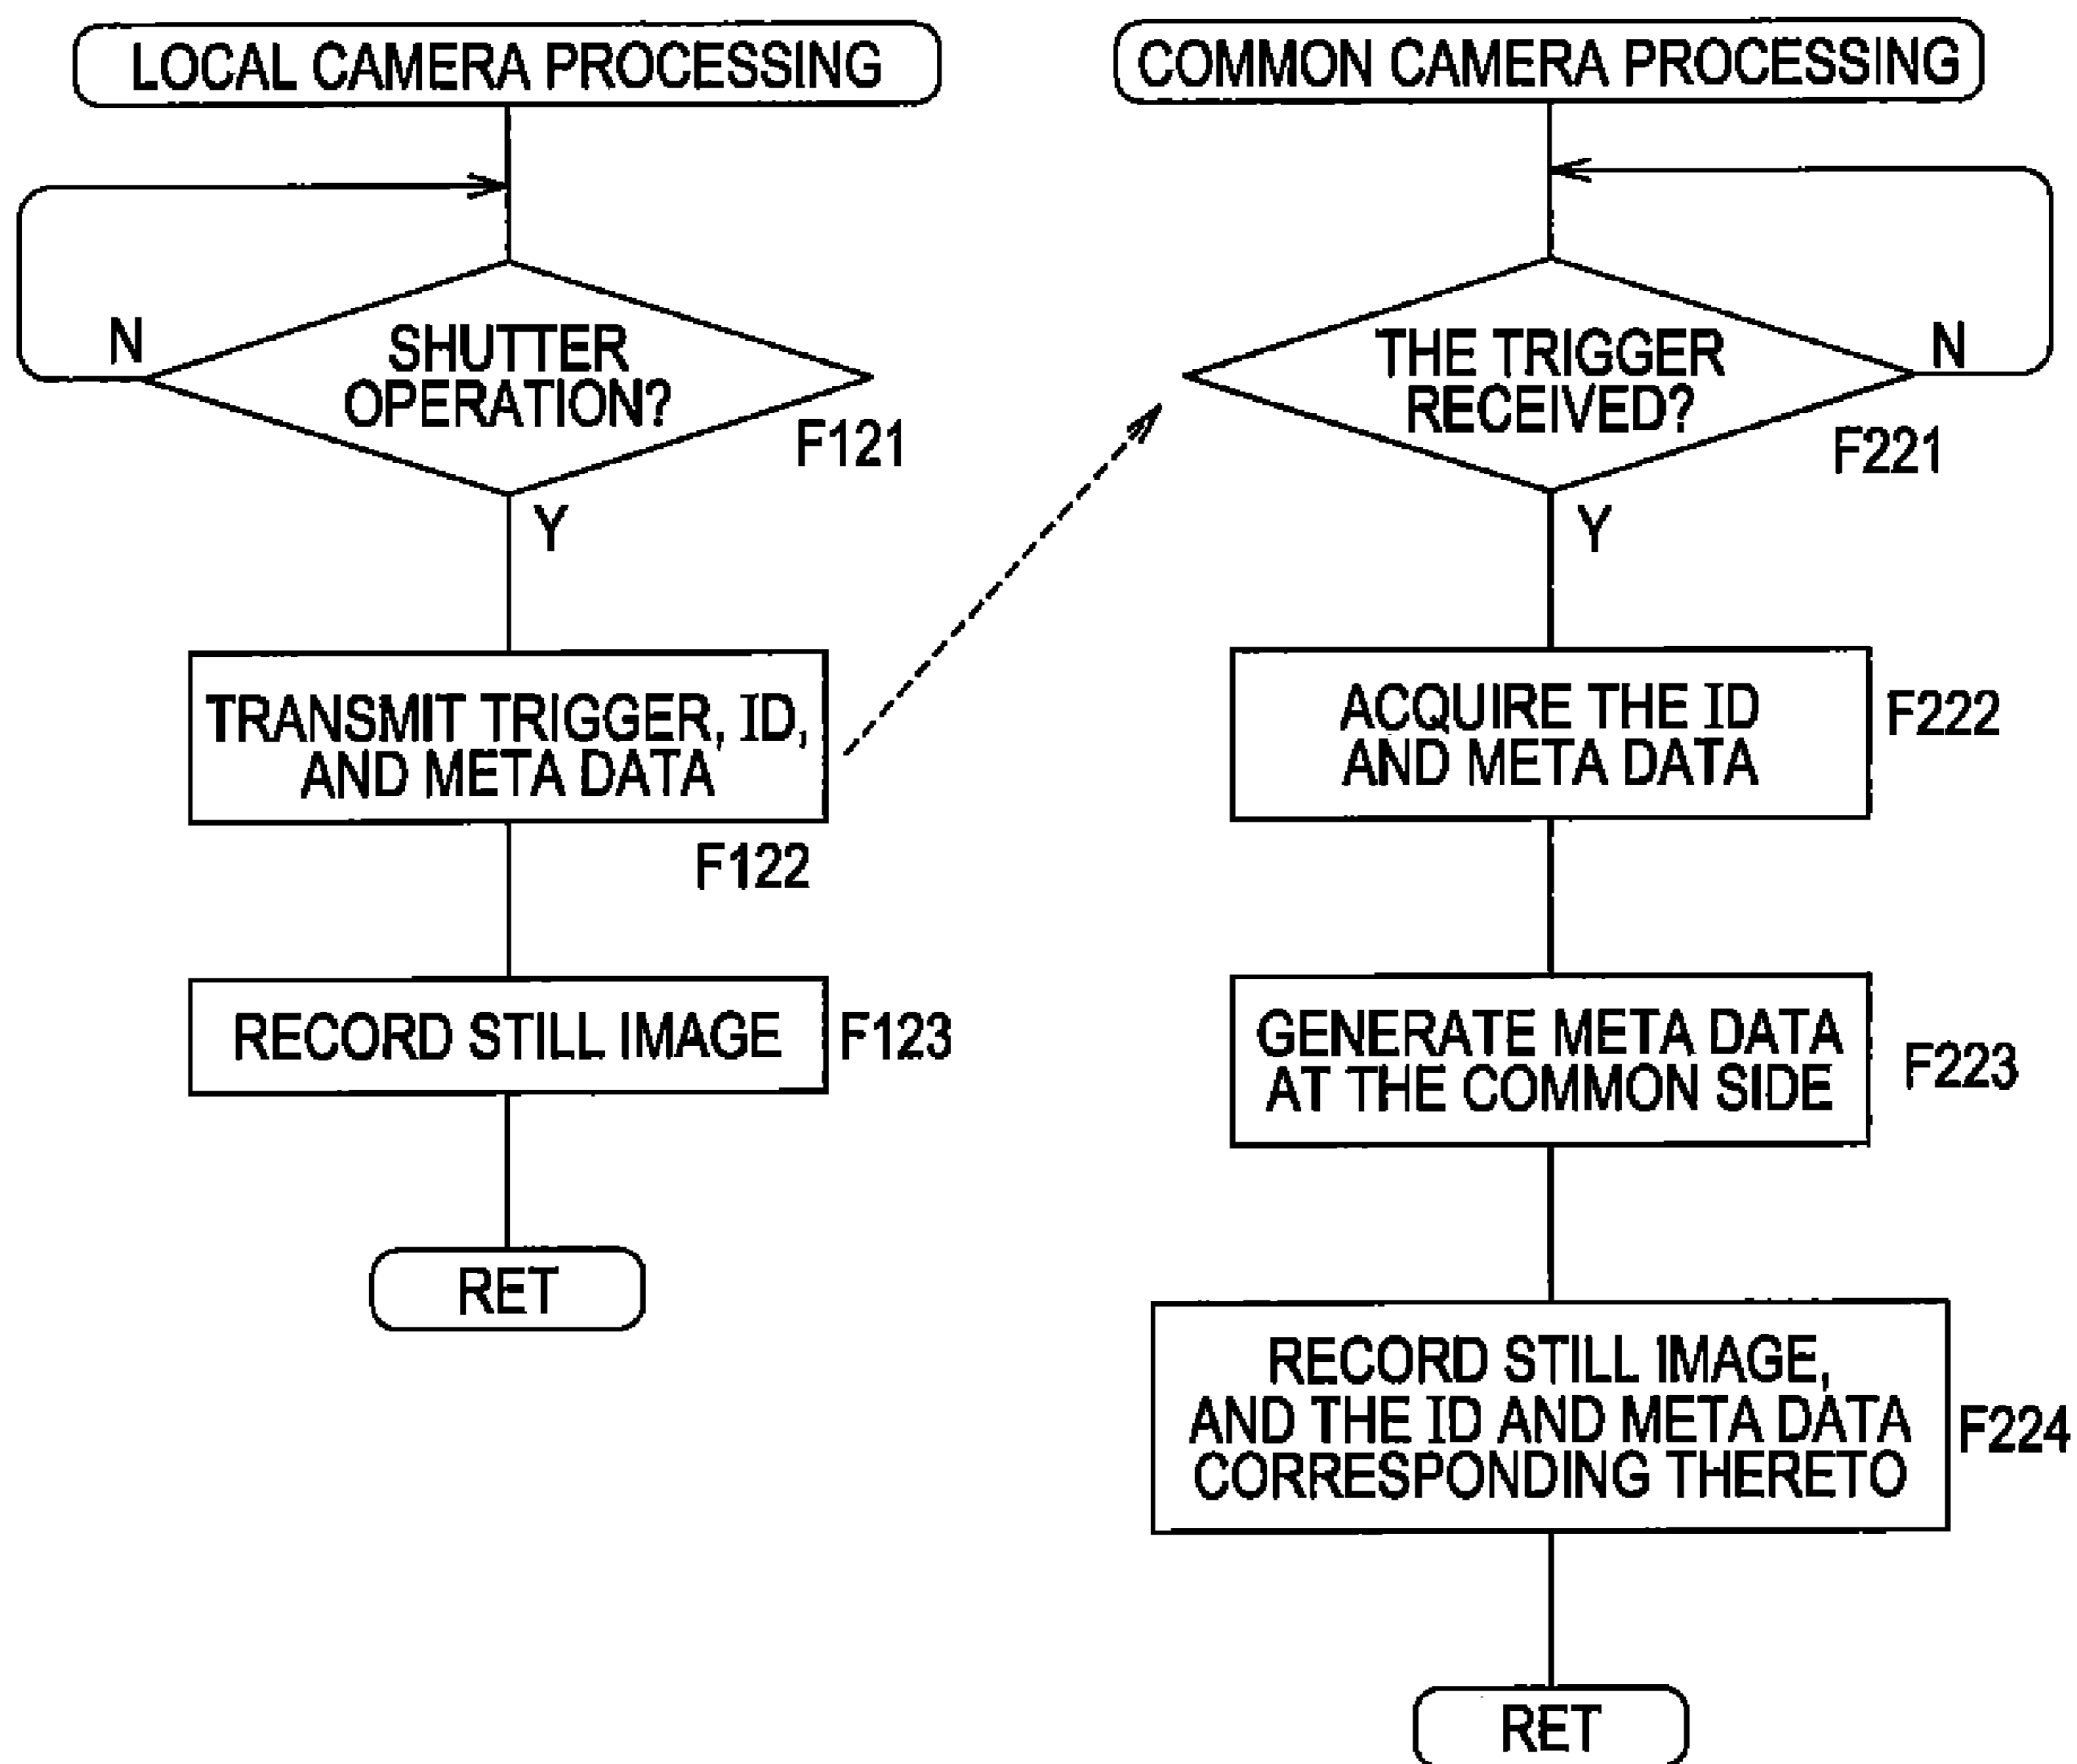 LOCAL CAMERA PROCESSING
N
SHUTTER
OPERATION?
F121
Y
TRANSMIT TRIGGER, ID,
AND META DATA
F122
RECORD STILL IMAGE
F123
RET
COMMON CAMERA PROCESSING
THE TRIGGER
RECEIVED?
N
F221
Y
ACQUIRE THE ID
AND META DATA
F222
GENERATE META DATA
AT THE COMMON SIDE
F223
RECORD STILL IMAGE,
AND THE ID AND META DATA
CORRESPONDING THERETO
F224
RET